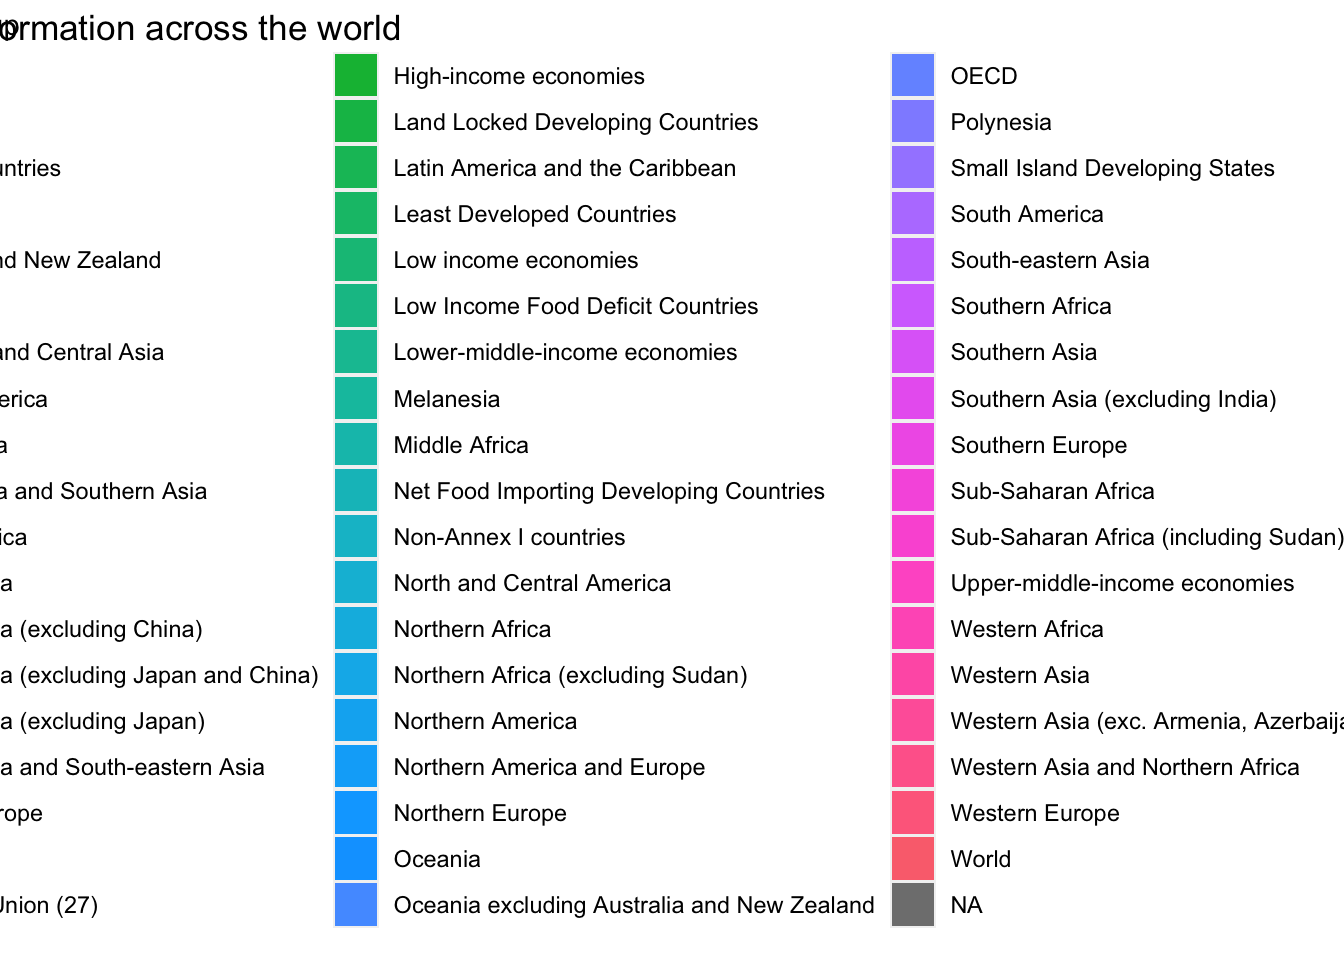 ormation across the world
High-income economies
OECD
Land Locked Developing Countries
Polynesia
untries
Latin America and the Caribbean
Small Island Developing States
Least Developed Countries
South America
nd New Zealand
Low income economies
South-eastern Asia
Low Income Food Deficit Countries
Southern Africa
and Central Asia
Lower-middle-income economies
Southern Asia
erica
Melanesia
Southern Asia (excluding India)
a
Middle Africa
Southern Europe
a and Southern Asia
Net Food Importing Developing Countries
Sub-Saharan Africa
ica
Non-Annex I countries
Sub-Saharan Africa (including Sudan)
a
North and Central America
Upper-middle-income economies
a (excluding China)
Northern Africa
Western Africa
a (excluding Japan and China)
Northern Africa (excluding Sudan)
Western Asia
a (excluding Japan)
Northern America
Western Asia (exc. Armenia, Azerbaija
a and South-eastern Asia
Northern America and Europe
Western Asia and Northern Africa
rope
Northern Europe
Western Europe
Oceania
World
Union (27)
Oceania excluding Australia and New Zealand
NA